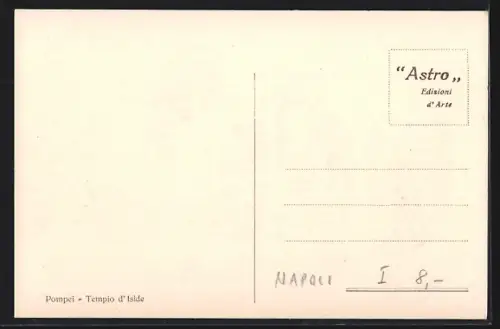 “Astro„
Edizioni
d'Arte
NAPOLI I 8,-
Pompei - Tempio d'Iside